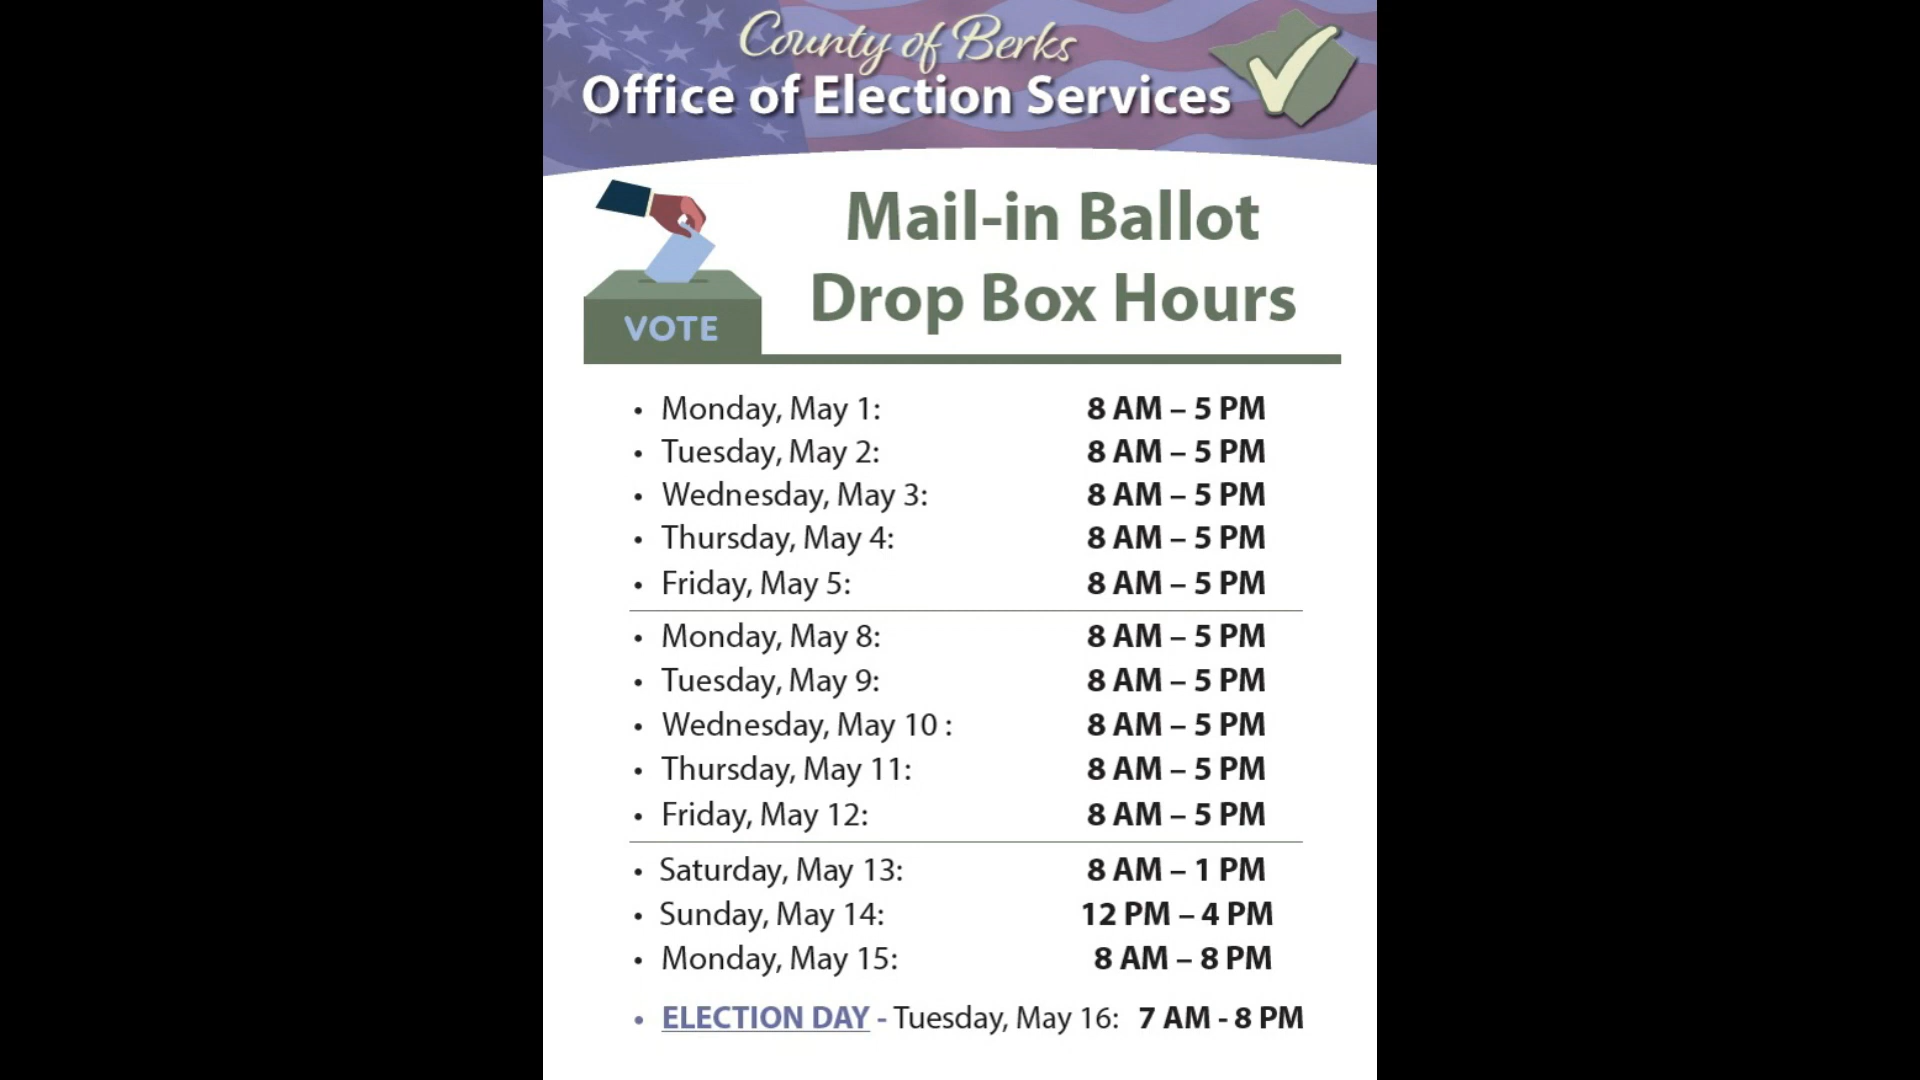 County of Berks
Office of Election Services
VOTE
Mail-in Ballot
Drop Box Hours
• Monday, May 1: 8 AM – 5 PM
• Tuesday, May 2: 8 AM – 5 PM
• Wednesday, May 3: 8 AM – 5 PM
• Thursday, May 4: 8 AM – 5 PM
• Friday, May 5: 8 AM – 5 PM
• Monday, May 8: 8 AM – 5 PM
• Tuesday, May 9: 8 AM – 5 PM
• Wednesday, May 10 : 8 AM – 5 PM
• Thursday, May 11: 8 AM – 5 PM
• Friday, May 12: 8 AM – 5 PM
• Saturday, May 13: 8 AM – 1 PM
• Sunday, May 14: 12 PM – 4 PM
• Monday, May 15: 8 AM – 8 PM
• ELECTION DAY - Tuesday, May 16: 7 AM - 8 PM